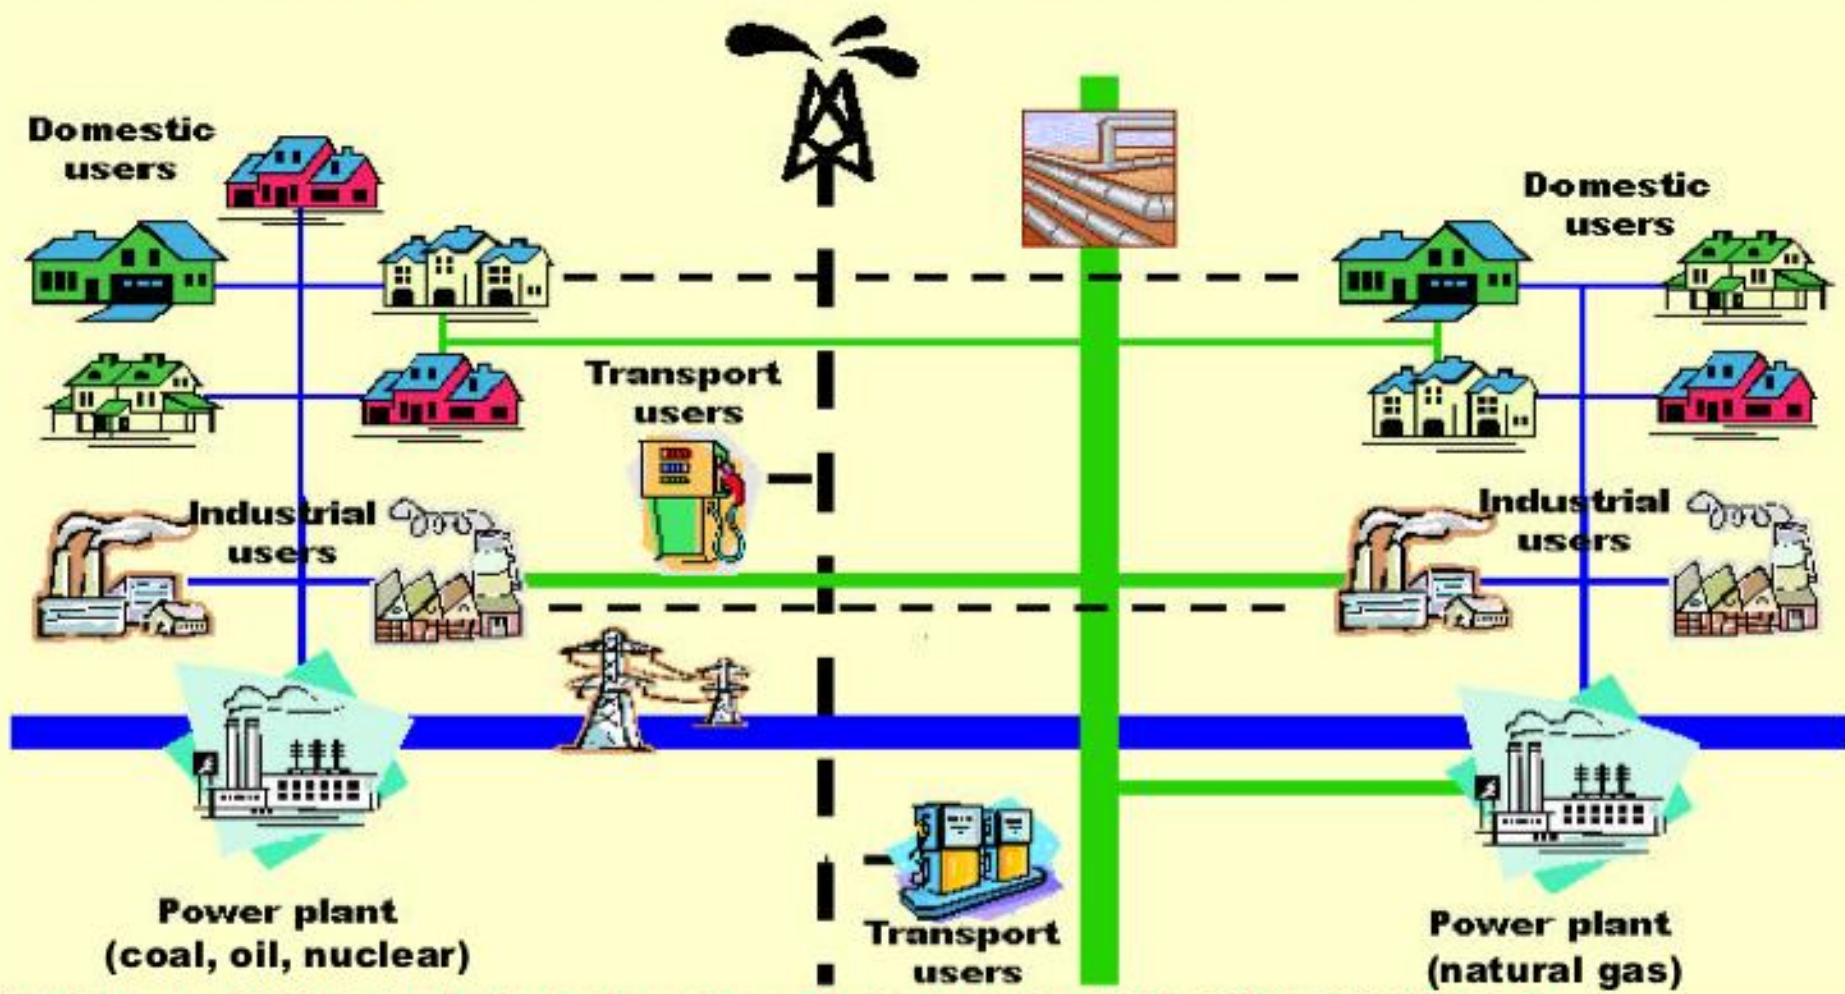 Domestic
users
Domestic
users
Transport
users
Industrial
users
Industrial
users
Power plant
(coal, oil, nuclear)
Transport
users
Power plant
(natural gas)